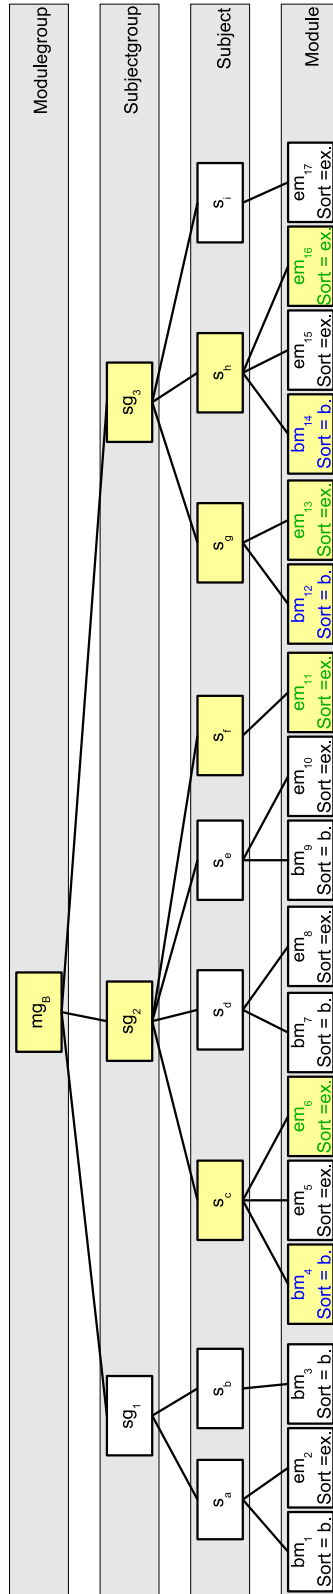 Modulegroup
mg_B
Subjectgroup
sg_1
sg_2
sg_3
Subject
s_a
s_b
s_c
s_d
s_e
s_f
s_g
s_h
s_i
Module
bm_1
Sort = b.
em_2
Sort =ex.
bm_3
Sort = b.
bm_4
Sort = b.
em_5
Sort =ex.
em_6
Sort =ex.
bm_7
Sort = b.
em_8
Sort =ex.
bm_9
Sort = b.
em_10
Sort =ex.
em_11
Sort =ex.
bm_12
Sort = b.
em_13
Sort =ex.
bm_14
Sort = b.
em_15
Sort =ex.
em_16
Sort = ex.
em_17
Sort =ex.